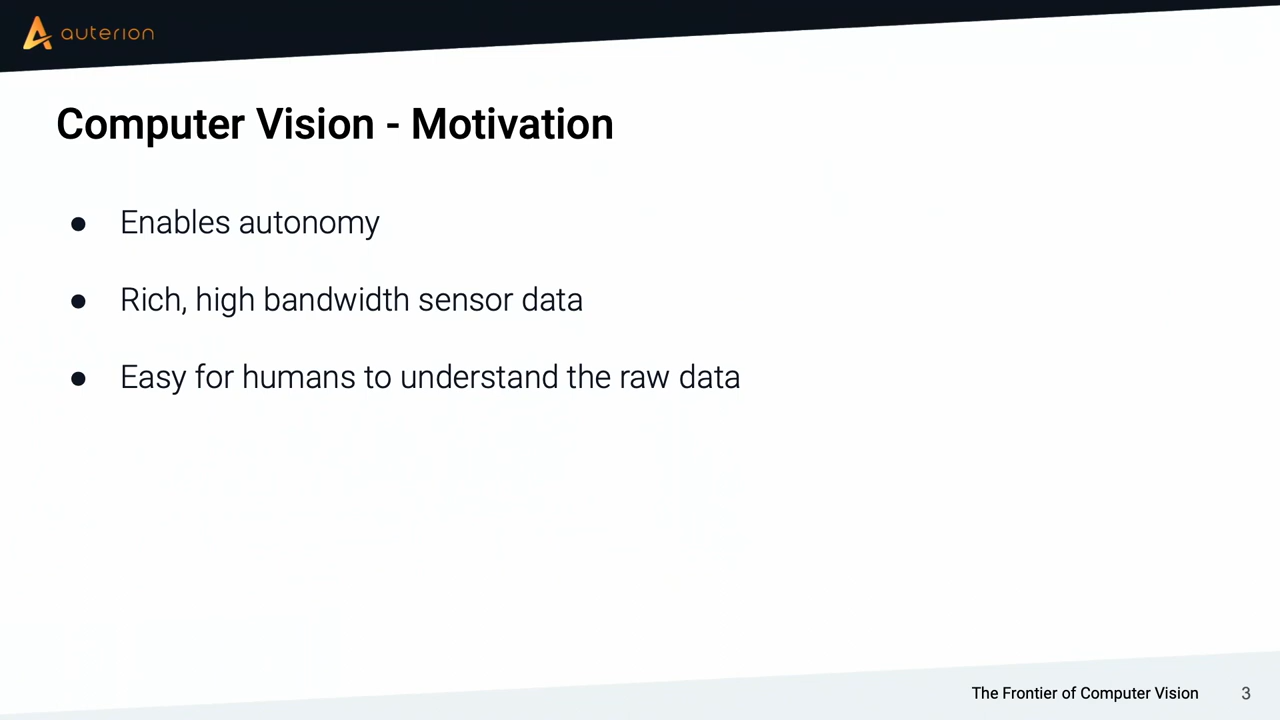 auterion
Computer Vision - Motivation
● Enables autonomy
● Rich, high bandwidth sensor data
● Easy for humans to understand the raw data
The Frontier of Computer Vision 3